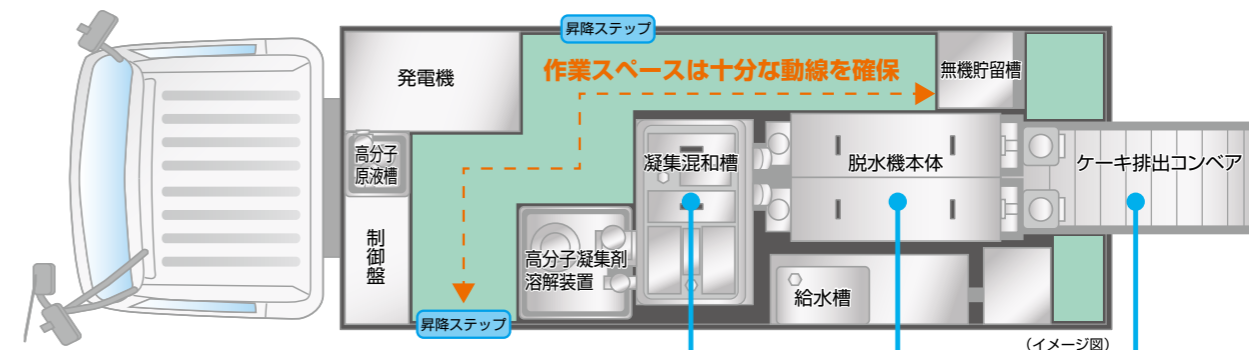 昇降ステップ
発電機
作業スペースは十分な動線を確保
無機貯留槽
高分子
原液槽
凝集混和槽
脱水機本体
ケーキ排出コンベア
制御盤
高分子凝集剤
溶解装置
給水槽
昇降ステップ
(イメージ図)